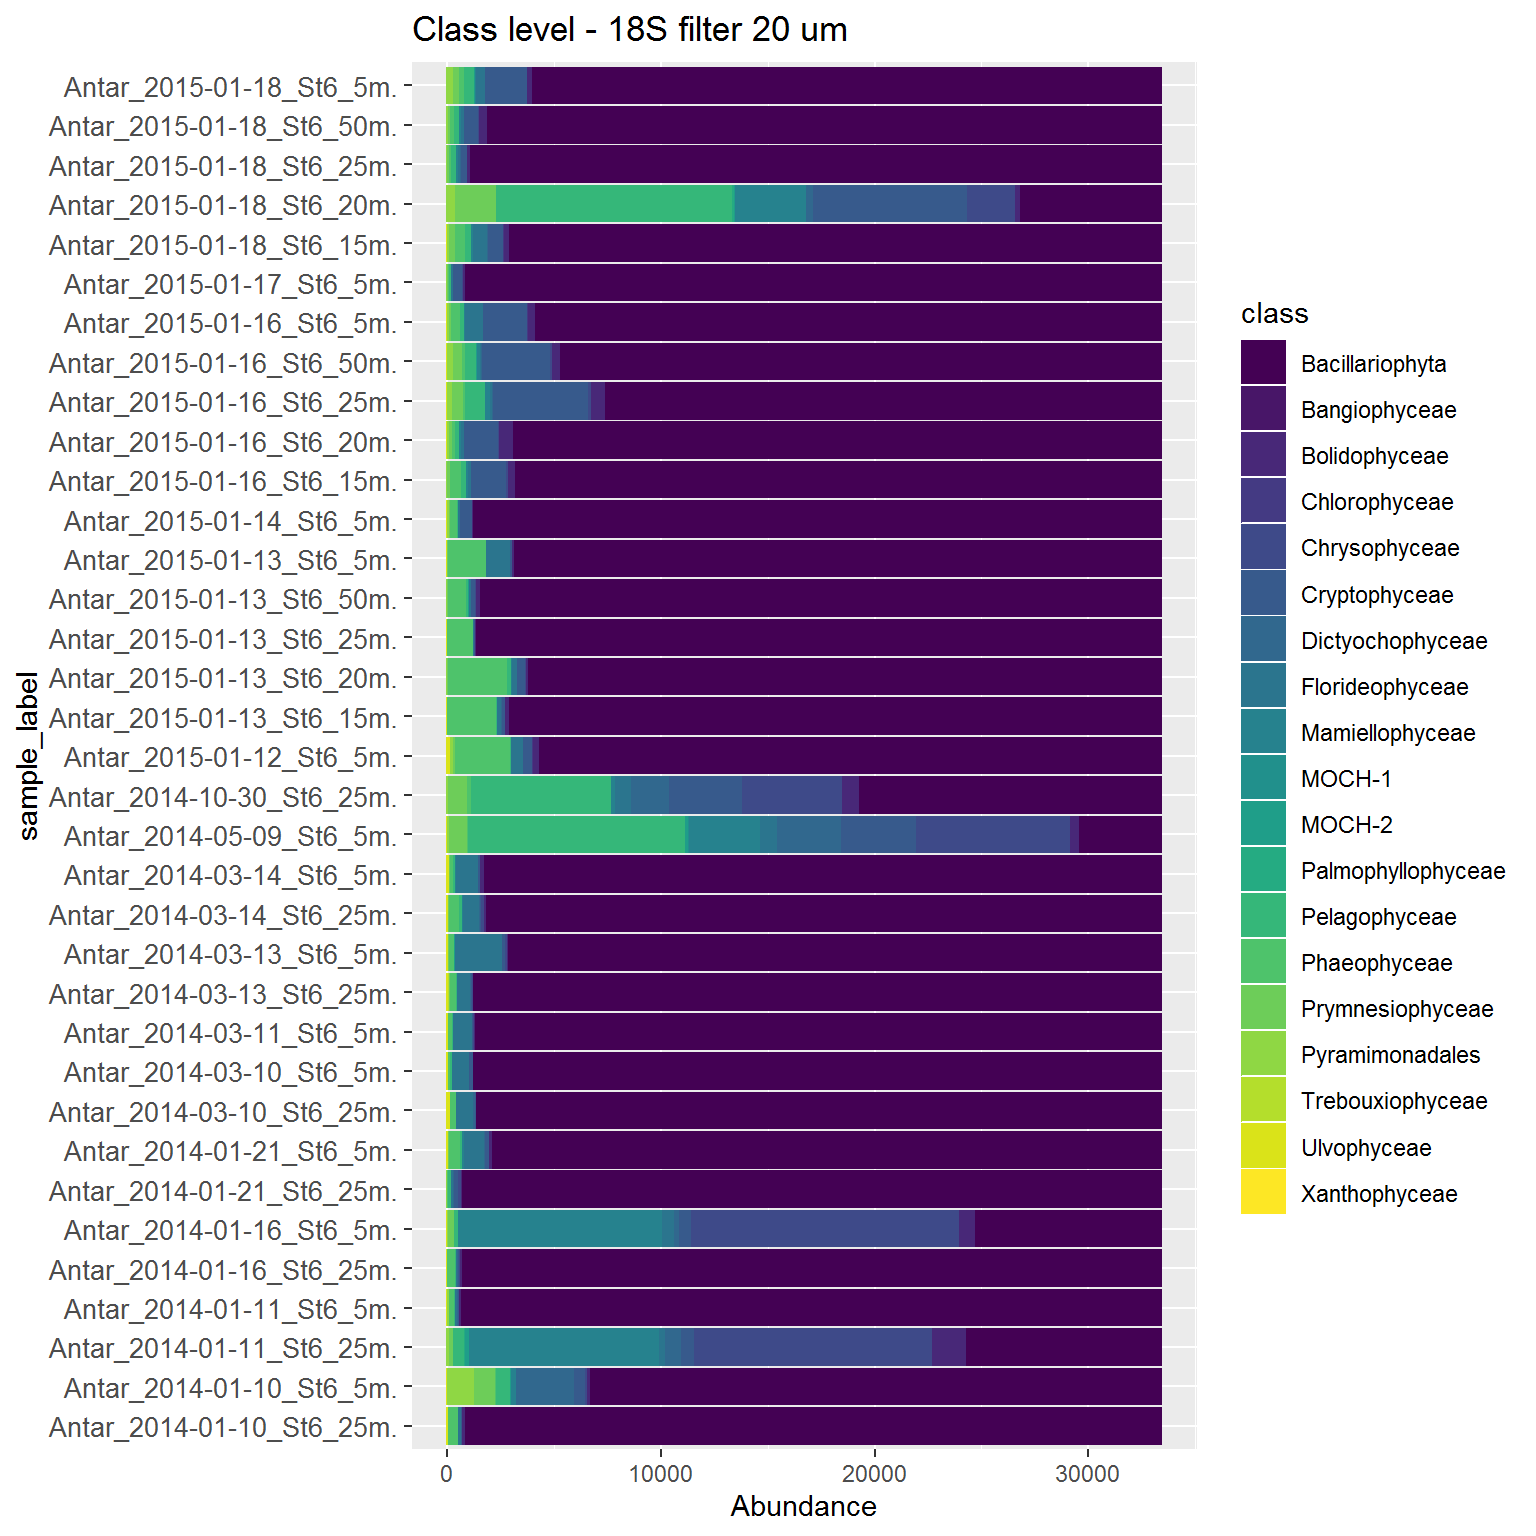 Class level - 18S filter 20 um
Antar_2015-01-18_St6_5m.
Antar_2015-01-18_St6_50m.
Antar_2015-01-18_St6_25m.
Antar_2015-01-18_St6_20m.
Antar_2015-01-18_St6_15m.
Antar_2015-01-17_St6_5m.
Antar_2015-01-16_St6_5m.
Antar_2015-01-16_St6_50m.
Antar_2015-01-16_St6_25m.
Antar_2015-01-16_St6_20m.
Antar_2015-01-16_St6_15m.
Antar_2015-01-14_St6_5m.
Antar_2015-01-13_St6_5m.
Antar_2015-01-13_St6_50m.
Antar_2015-01-13_St6_25m.
Antar_2015-01-13_St6_20m.
Antar_2015-01-13_St6_15m.
Antar_2015-01-12_St6_5m.
Antar_2014-10-30_St6_25m.
Antar_2014-05-09_St6_5m.
Antar_2014-03-14_St6_5m.
Antar_2014-03-14_St6_25m.
Antar_2014-03-13_St6_5m.
Antar_2014-03-13_St6_25m.
Antar_2014-03-11_St6_5m.
Antar_2014-03-10_St6_5m.
Antar_2014-03-10_St6_25m.
Antar_2014-01-21_St6_5m.
Antar_2014-01-21_St6_25m.
Antar_2014-01-16_St6_5m.
Antar_2014-01-16_St6_25m.
Antar_2014-01-11_St6_5m.
Antar_2014-01-11_St6_25m.
Antar_2014-01-10_St6_5m.
Antar_2014-01-10_St6_25m.
sample_label
0 10000 20000 30000
Abundance
class
Bacillariophyta
Bangiophyceae
Bolidophyceae
Chlorophyceae
Chrysophyceae
Cryptophyceae
Dictyochophyceae
Florideophyceae
Mamiellophyceae
MOCH-1
MOCH-2
Palmophyllophyceae
Pelagophyceae
Phaeophyceae
Prymnesiophyceae
Pyramimonadales
Trebouxiophyceae
Ulvophyceae
Xanthophyceae